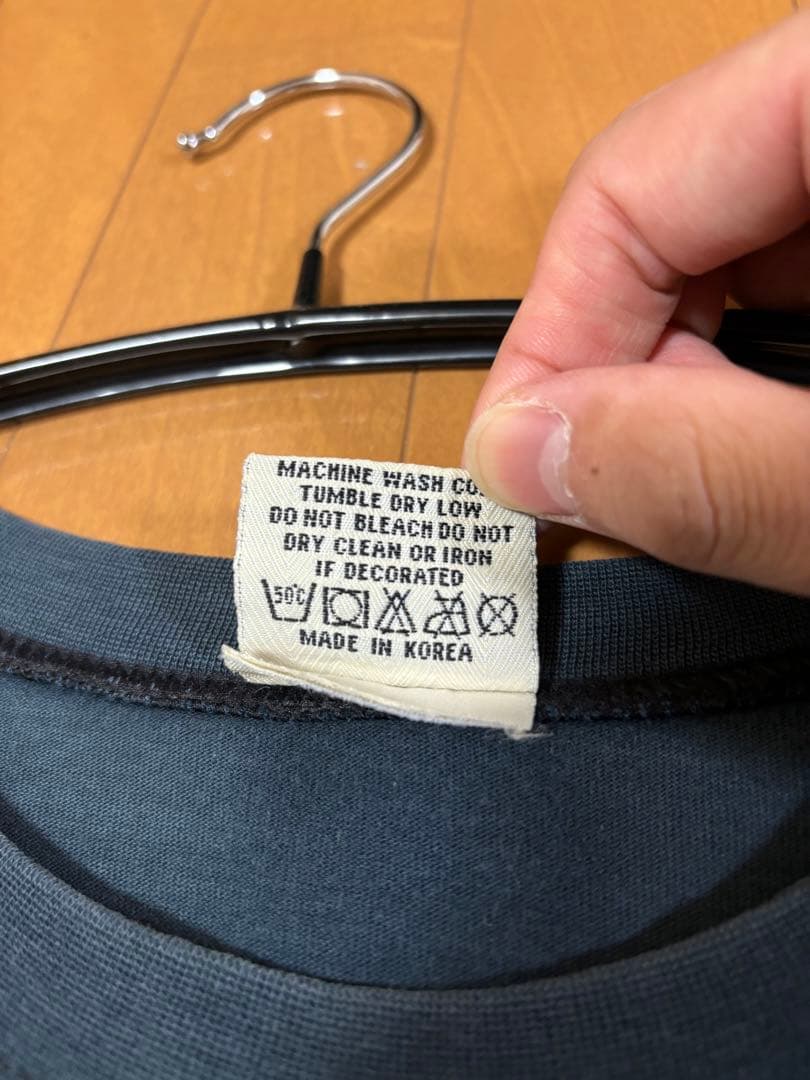 MACHINE WASH
TUMBLE DRY LOW
DO NOT BLEACH DO NOT
DRY CLEAN OR IRON
IF DECORATED
50°C
MADE IN KOREA